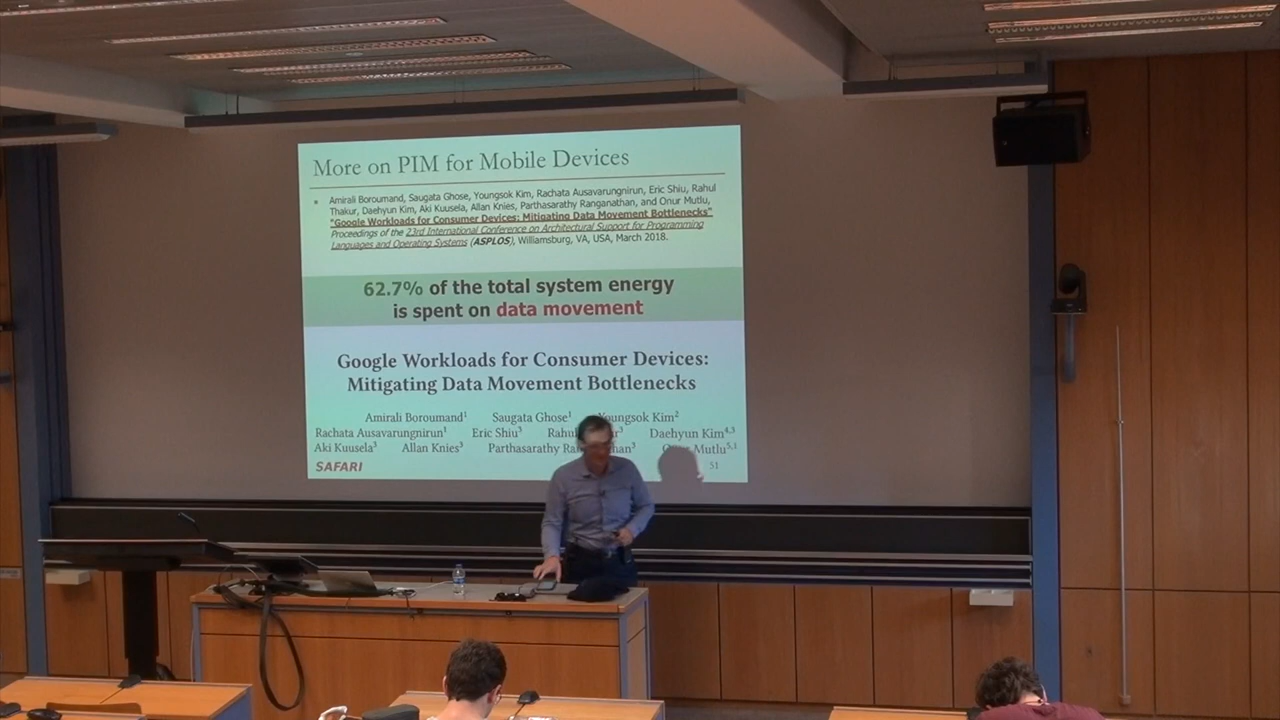 More on PIM for Mobile Devices
Amirali Boroumand, Saugata Ghose, Youngsok Kim, Rachata Ausavarungnirun, Eric Shiu, Rahul
Thakur, Daehyun Kim, Aki Kuusela, Allan Knies, Parthasarathy Ranganathan, and Onur Mutlu,
"Google Workloads for Consumer Devices: Mitigating Data Movement Bottlenecks"
Proceedings of the 23rd International Conference on Architectural Support for Programming
Languages and Operating Systems (ASPLOS), Williamsburg, VA, USA, March 2018.
62.7% of the total system energy
is spent on data movement
Google Workloads for Consumer Devices:
Mitigating Data Movement Bottlenecks
Amirali Boroumand¹ Saugata Ghose¹ Youngsok Kim²
Rachata Ausavarungnirun¹ Eric Shiu³ Rahul Daehyun Kim⁴,³
Aki Kuusela³ Allan Knies³ Parthasarathy Mutlu⁵,¹
SAFARI 51